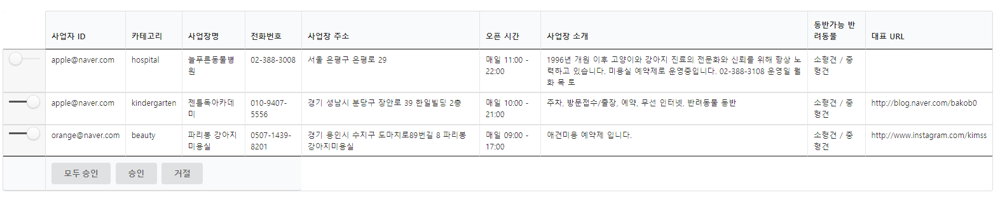 사업자 ID 카테고리 사업장명 전화번호 사업장 주소 오픈 시간 사업장 소개 동반가능 반려동물 대표 URL
apple@naver.com hospital 늘푸른동물병원 02-388-3008 서울 은평구 은평로 29 매일 11:00 - 22:00 1996년 개원 이후 고양이와 강아지 진료의 전문화와 신뢰를 위해 항상 노력하고 있습니다. 미용실 예약제로 운영중입니다. 02-388-3108 운영일 월 화 목 토 소형견 / 중형견
apple@naver.com kindergarten 젠틀독아카데미 010-9407-5556 경기 성남시 분당구 장안로 39 한일빌딩 2층 매일 10:00 - 21:00 주차, 방문접수/출장, 예약, 무선 인터넷, 반려동물 동반 소형견 / 중형견 http://blog.naver.com/bakob0
orange@naver.com beauty 파리봉 강아지미용실 0507-1439-8201 경기 용인시 수지구 도마치로89번길 8 파리봉 강아지미용실 매일 09:00 - 17:00 애견미용 예약제 입니다. 소형견 / 중형견 http://www.instagram.com/kimss
모두 승인 승인 거절